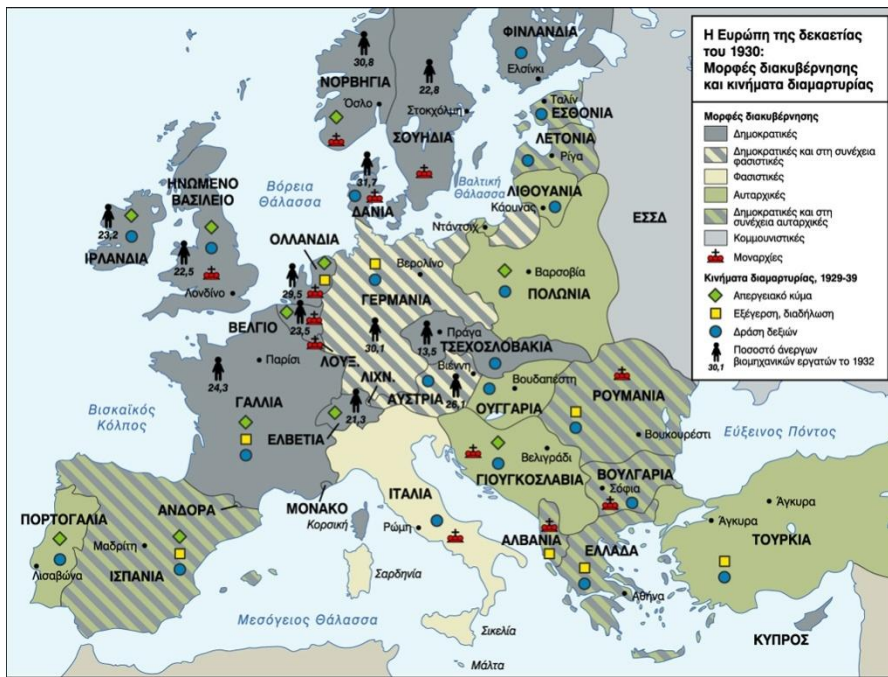 Η Ευρώπη της δεκαετίας
του 1930:
Μορφές διακυβέρνησης
και κινήματα διαμαρτυρίας
Μορφές διακυβέρνησης
Δημοκρατικές
Δημοκρατικές και στη συνέχεια
φασιστικές
Φασιστικές
Αυταρχικές
Δημοκρατικές και στη
συνέχεια αυταρχικές
Κομμουνιστικές
Μοναρχίες
Κινήματα διαμαρτυρίας, 1929-39
Απεργειακό κύμα
Εξέγερση, διαδήλωση
Δράση δεξιών
Ποσοστό άνεργων
βιομηχανικών εργατών το 1932
30,1
ΦΙΝΛΑΝΔΙΑ
Ελσίνκι
30,8
ΝΟΡΒΗΓΙΑ
Όσλο
22,8
Στοκχόλμη
ΣΟΥΗΔΙΑ
Ταλίν
ΕΣΘΟΝΙΑ
ΛΕΤΟΝΙΑ
Ρίγα
ΛΙΘΟΥΑΝΙΑ
Κάουνας
Βαλτική
Θάλασσα
ΕΣΣΔ
Βόρεια
Θάλασσα
31,7
ΔΑΝΙΑ
ΗΝΩΜΕΝΟ
ΒΑΣΙΛΕΙΟ
23,2
ΙΡΛΑΝΔΙΑ
22,5
Λονδίνο
ΟΛΛΑΝΔΙΑ
29,5
ΒΕΛΓΙΟ
23,5
ΛΟΥΞ.
Ντάντσιχ
Βερολίνο
ΓΕΡΜΑΝΙΑ
30,1
Βαρσοβία
ΠΟΛΩΝΙΑ
13,5
Πράγα
ΤΣΕΧΟΣΛΟΒΑΚΙΑ
Βιέννη
ΑΥΣΤΡΙΑ
26,1
ΛΙΧΝ.
Παρίσι
24,3
ΓΑΛΛΙΑ
ΕΛΒΕΤΙΑ
21,3
Βισκαϊκός
Κόλπος
Βουδαπέστη
ΟΥΓΓΑΡΙΑ
ΡΟΥΜΑΝΙΑ
Βουκουρέστι
Εύξεινος Πόντος
Βελιγράδι
ΓΙΟΥΓΚΟΣΛΑΒΙΑ
ΒΟΥΛΓΑΡΙΑ
Σόφια
ΜΟΝΑΚΟ
Κορσική
ΙΤΑΛΙΑ
Ρώμη
Σαρδηνία
Σικελία
Μάλτα
ΑΝΔΟΡΑ
ΠΟΡΤΟΓΑΛΙΑ
Λισαβώνα
Μαδρίτη
ΙΣΠΑΝΙΑ
Μεσόγειος Θάλασσα
ΑΛΒΑΝΙΑ
ΕΛΛΑΔΑ
Αθήνα
Άγκυρα
Άγκυρα
ΤΟΥΡΚΙΑ
ΚΥΠΡΟΣ